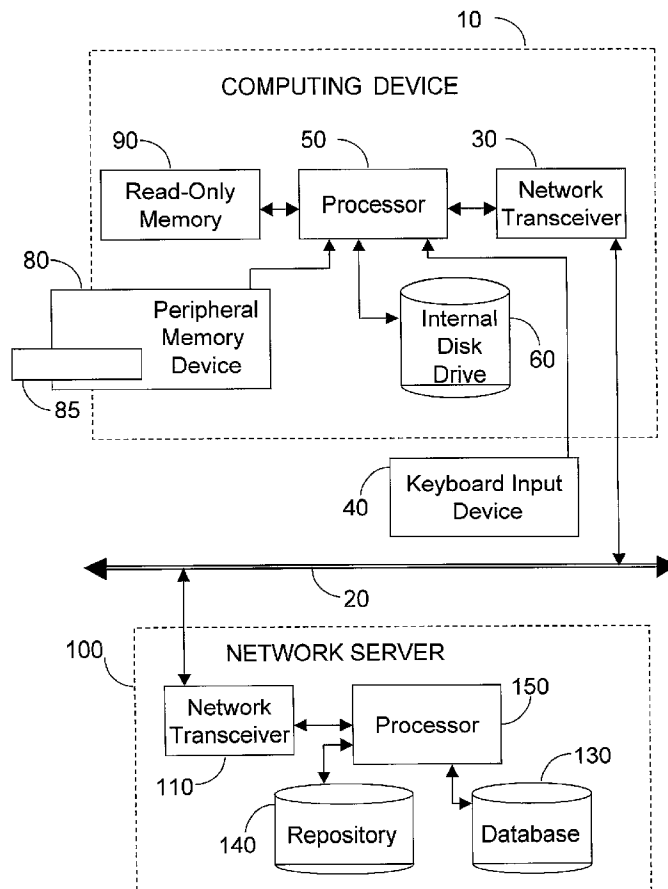 10
COMPUTING DEVICE
90
50
30
Read-Only
Memory
Processor
Network
Transceiver
80
Peripheral
Memory
Device
Internal
Disk
Drive
60
85
40
Keyboard Input
Device
20
100
NETWORK SERVER
Network
Transceiver
Processor
150
110
130
140
Repository
Database